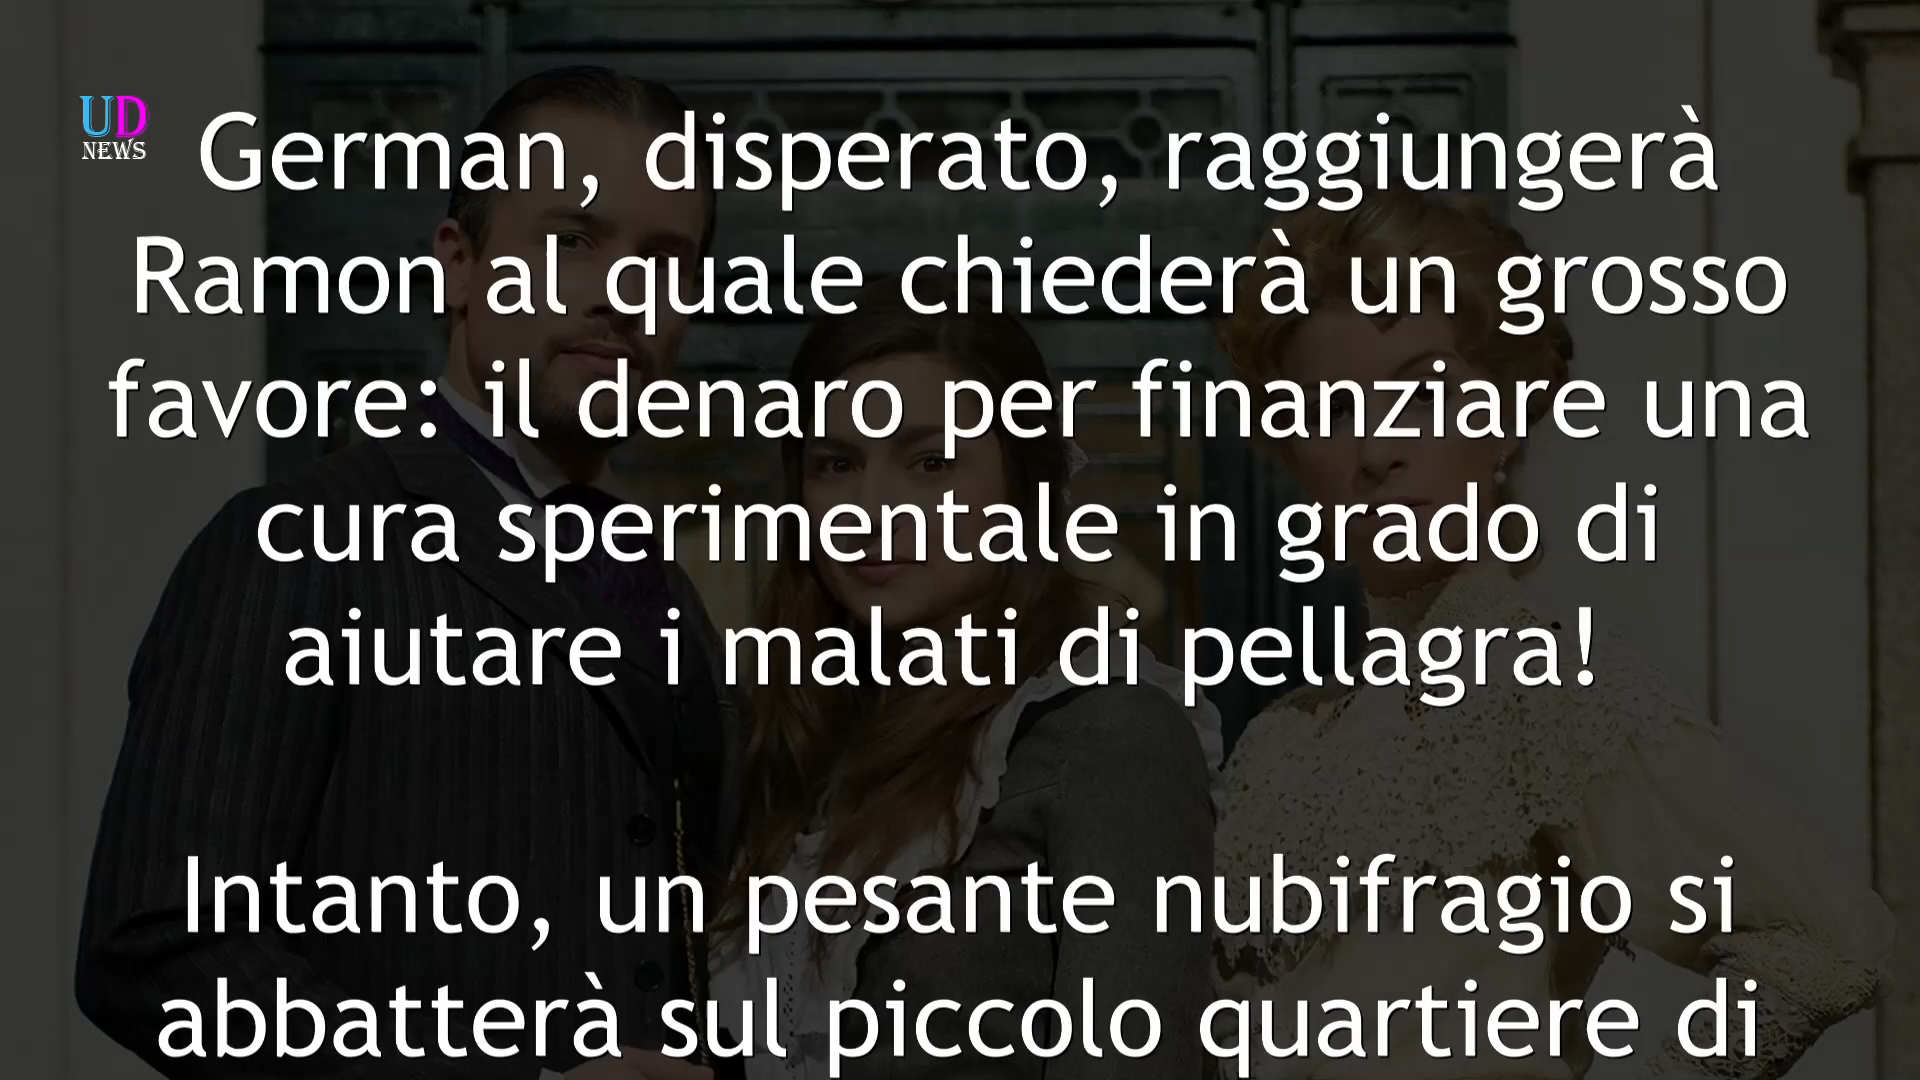 UD
NEWS
German, disperato, raggiungerà
Ramon al quale chiederà un grosso
favore: il denaro per finanziare una
cura sperimentale in grado di
aiutare i malati di pellagra!
Intanto, un pesante nubifragio si
abbatterà sul piccolo quartiere di